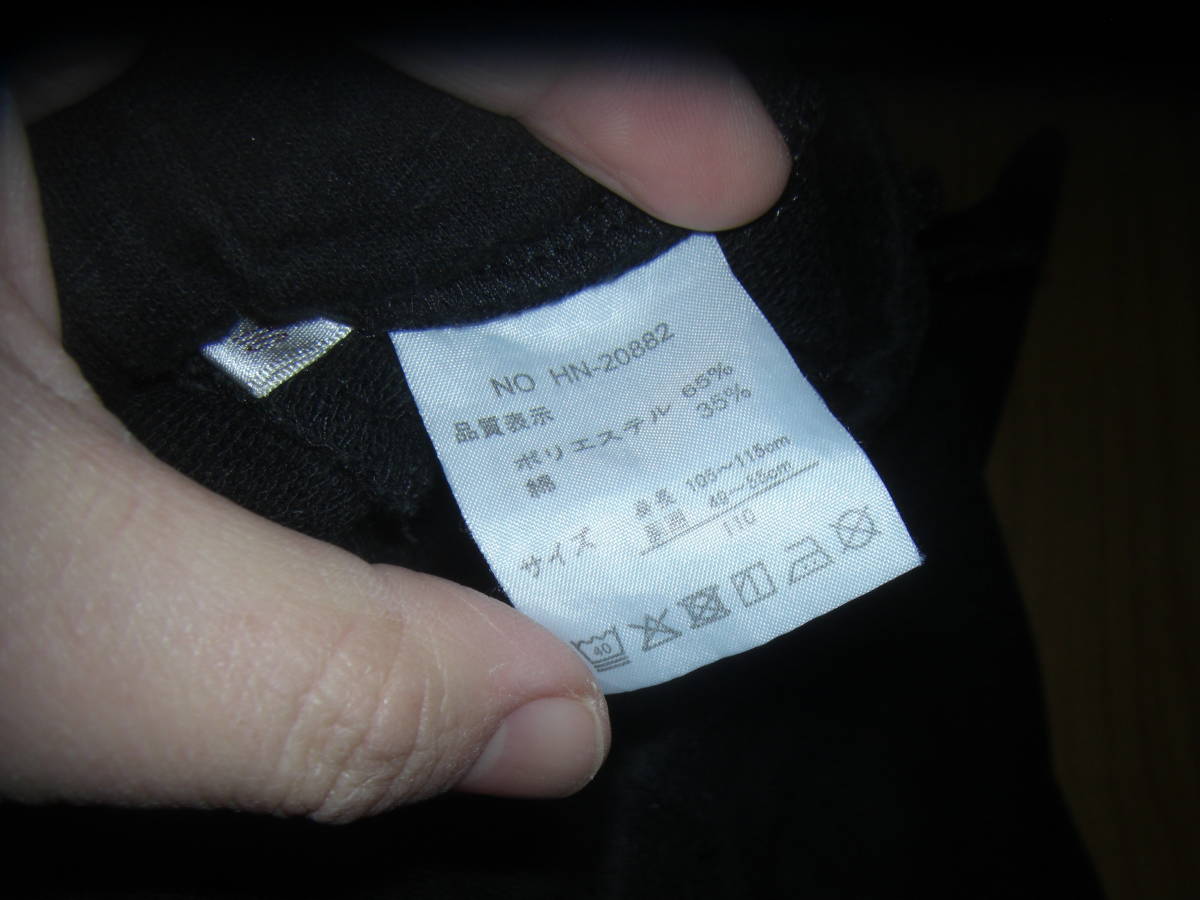 NO HN-20882
品質表示
ポリエステル 65%
綿 35%
サイズ 身長 105～115cm
胴囲 49～55cm
110
40